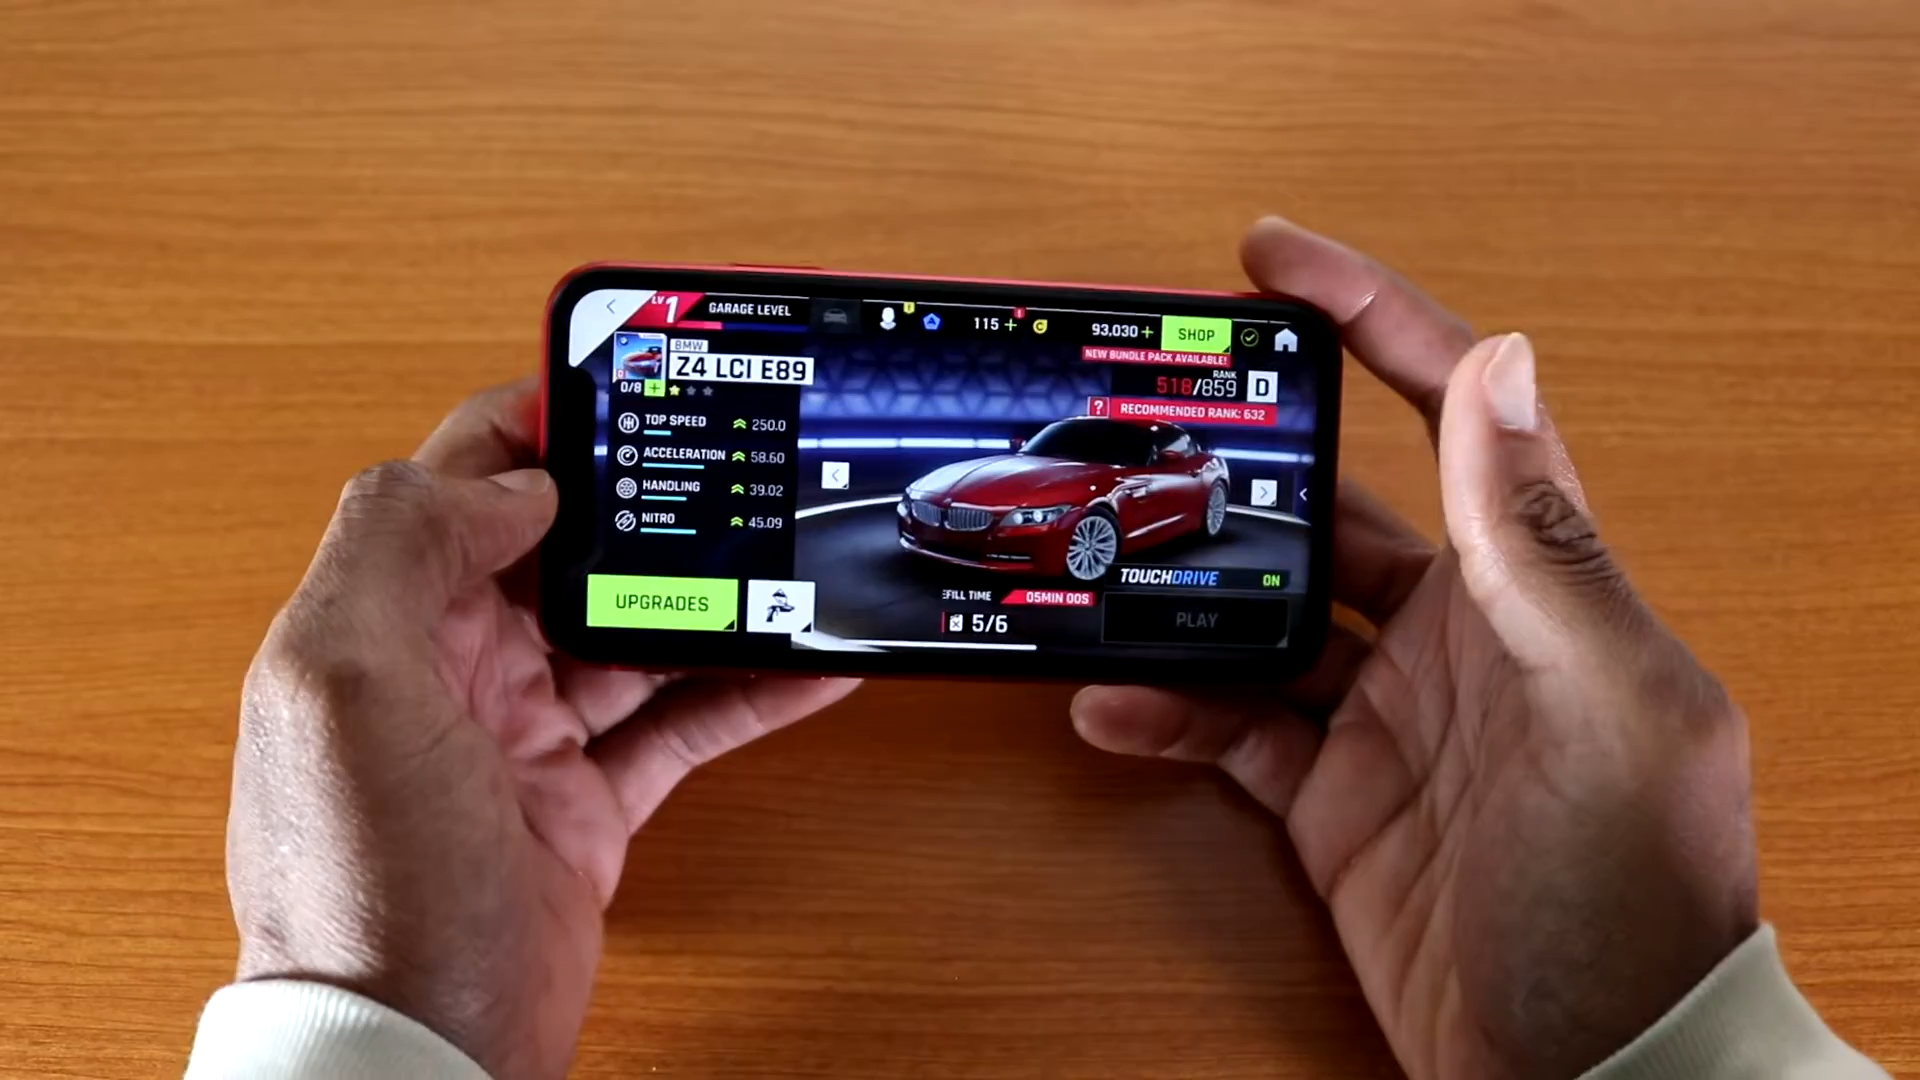 LV 1 GARAGE LEVEL
115
93,030
SHOP
NEW BUNDLE PACK AVAILABLE!
BMW
Z4 LCI E89
0/8
RANK
518/859 D
? RECOMMENDED RANK: 632
TOP SPEED 250.0
ACCELERATION 58.60
HANDLING 39.02
NITRO 45.09
TOUCHDRIVE ON
UPGRADES
EFILL TIME 05MIN 00S
5/6
PLAY